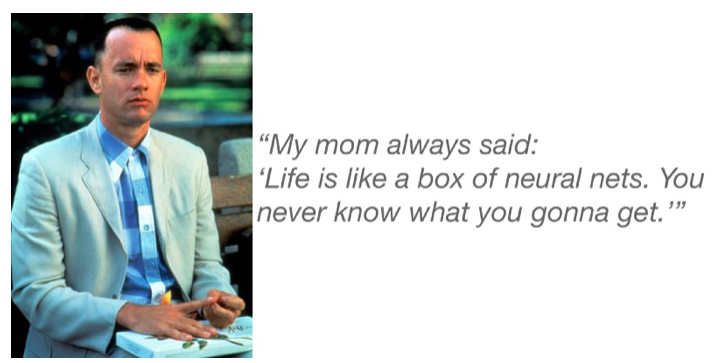 “My mom always said:
‘Life is like a box of neural nets. You
never know what you gonna get.’”